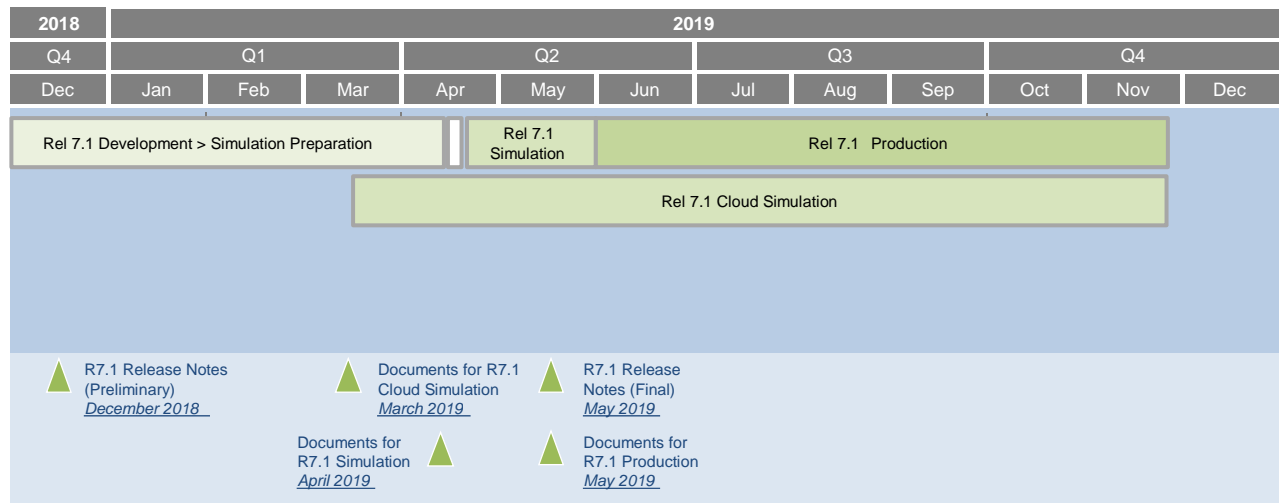 2018 2019
Q4 Q1 Q2 Q3 Q4
Dec Jan Feb Mar Apr May Jun Jul Aug Sep Oct Nov Dec
Rel 7.1 Development > Simulation Preparation
Rel 7.1
Simulation
Rel 7.1 Production
Rel 7.1 Cloud Simulation
R7.1 Release Notes
(Preliminary)
December 2018
Documents for R7.1
Cloud Simulation
March 2019
R7.1 Release
Notes (Final)
May 2019
Documents for
R7.1 Simulation
April 2019
Documents for
R7.1 Production
May 2019